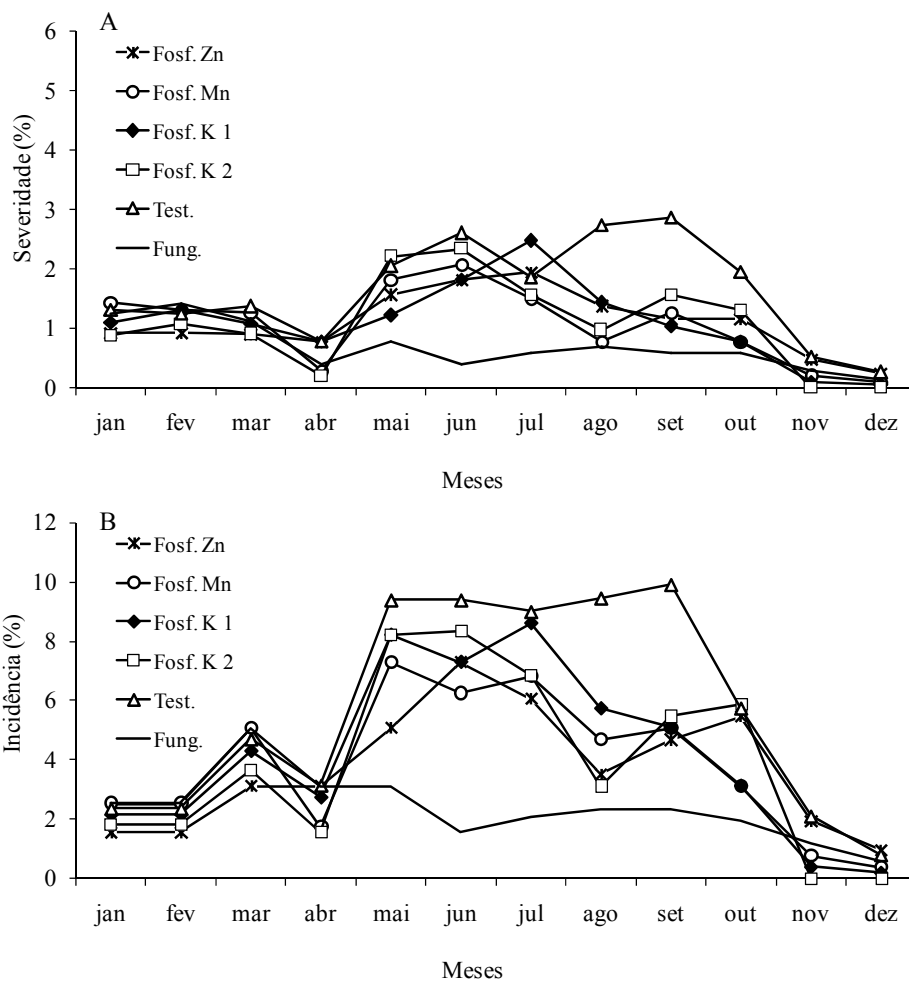 A
6
5
4
3
2
1
0
Severidade (%)
Fosf. Zn
Fosf. Mn
Fosf. K 1
Fosf. K 2
Test.
Fung.
jan fev mar abr mai jun jul ago set out nov dez
Meses
B
12
10
8
6
4
2
0
Incidência (%)
Fosf. Zn
Fosf. Mn
Fosf. K 1
Fosf. K 2
Test.
Fung.
jan fev mar abr mai jun jul ago set out nov dez
Meses